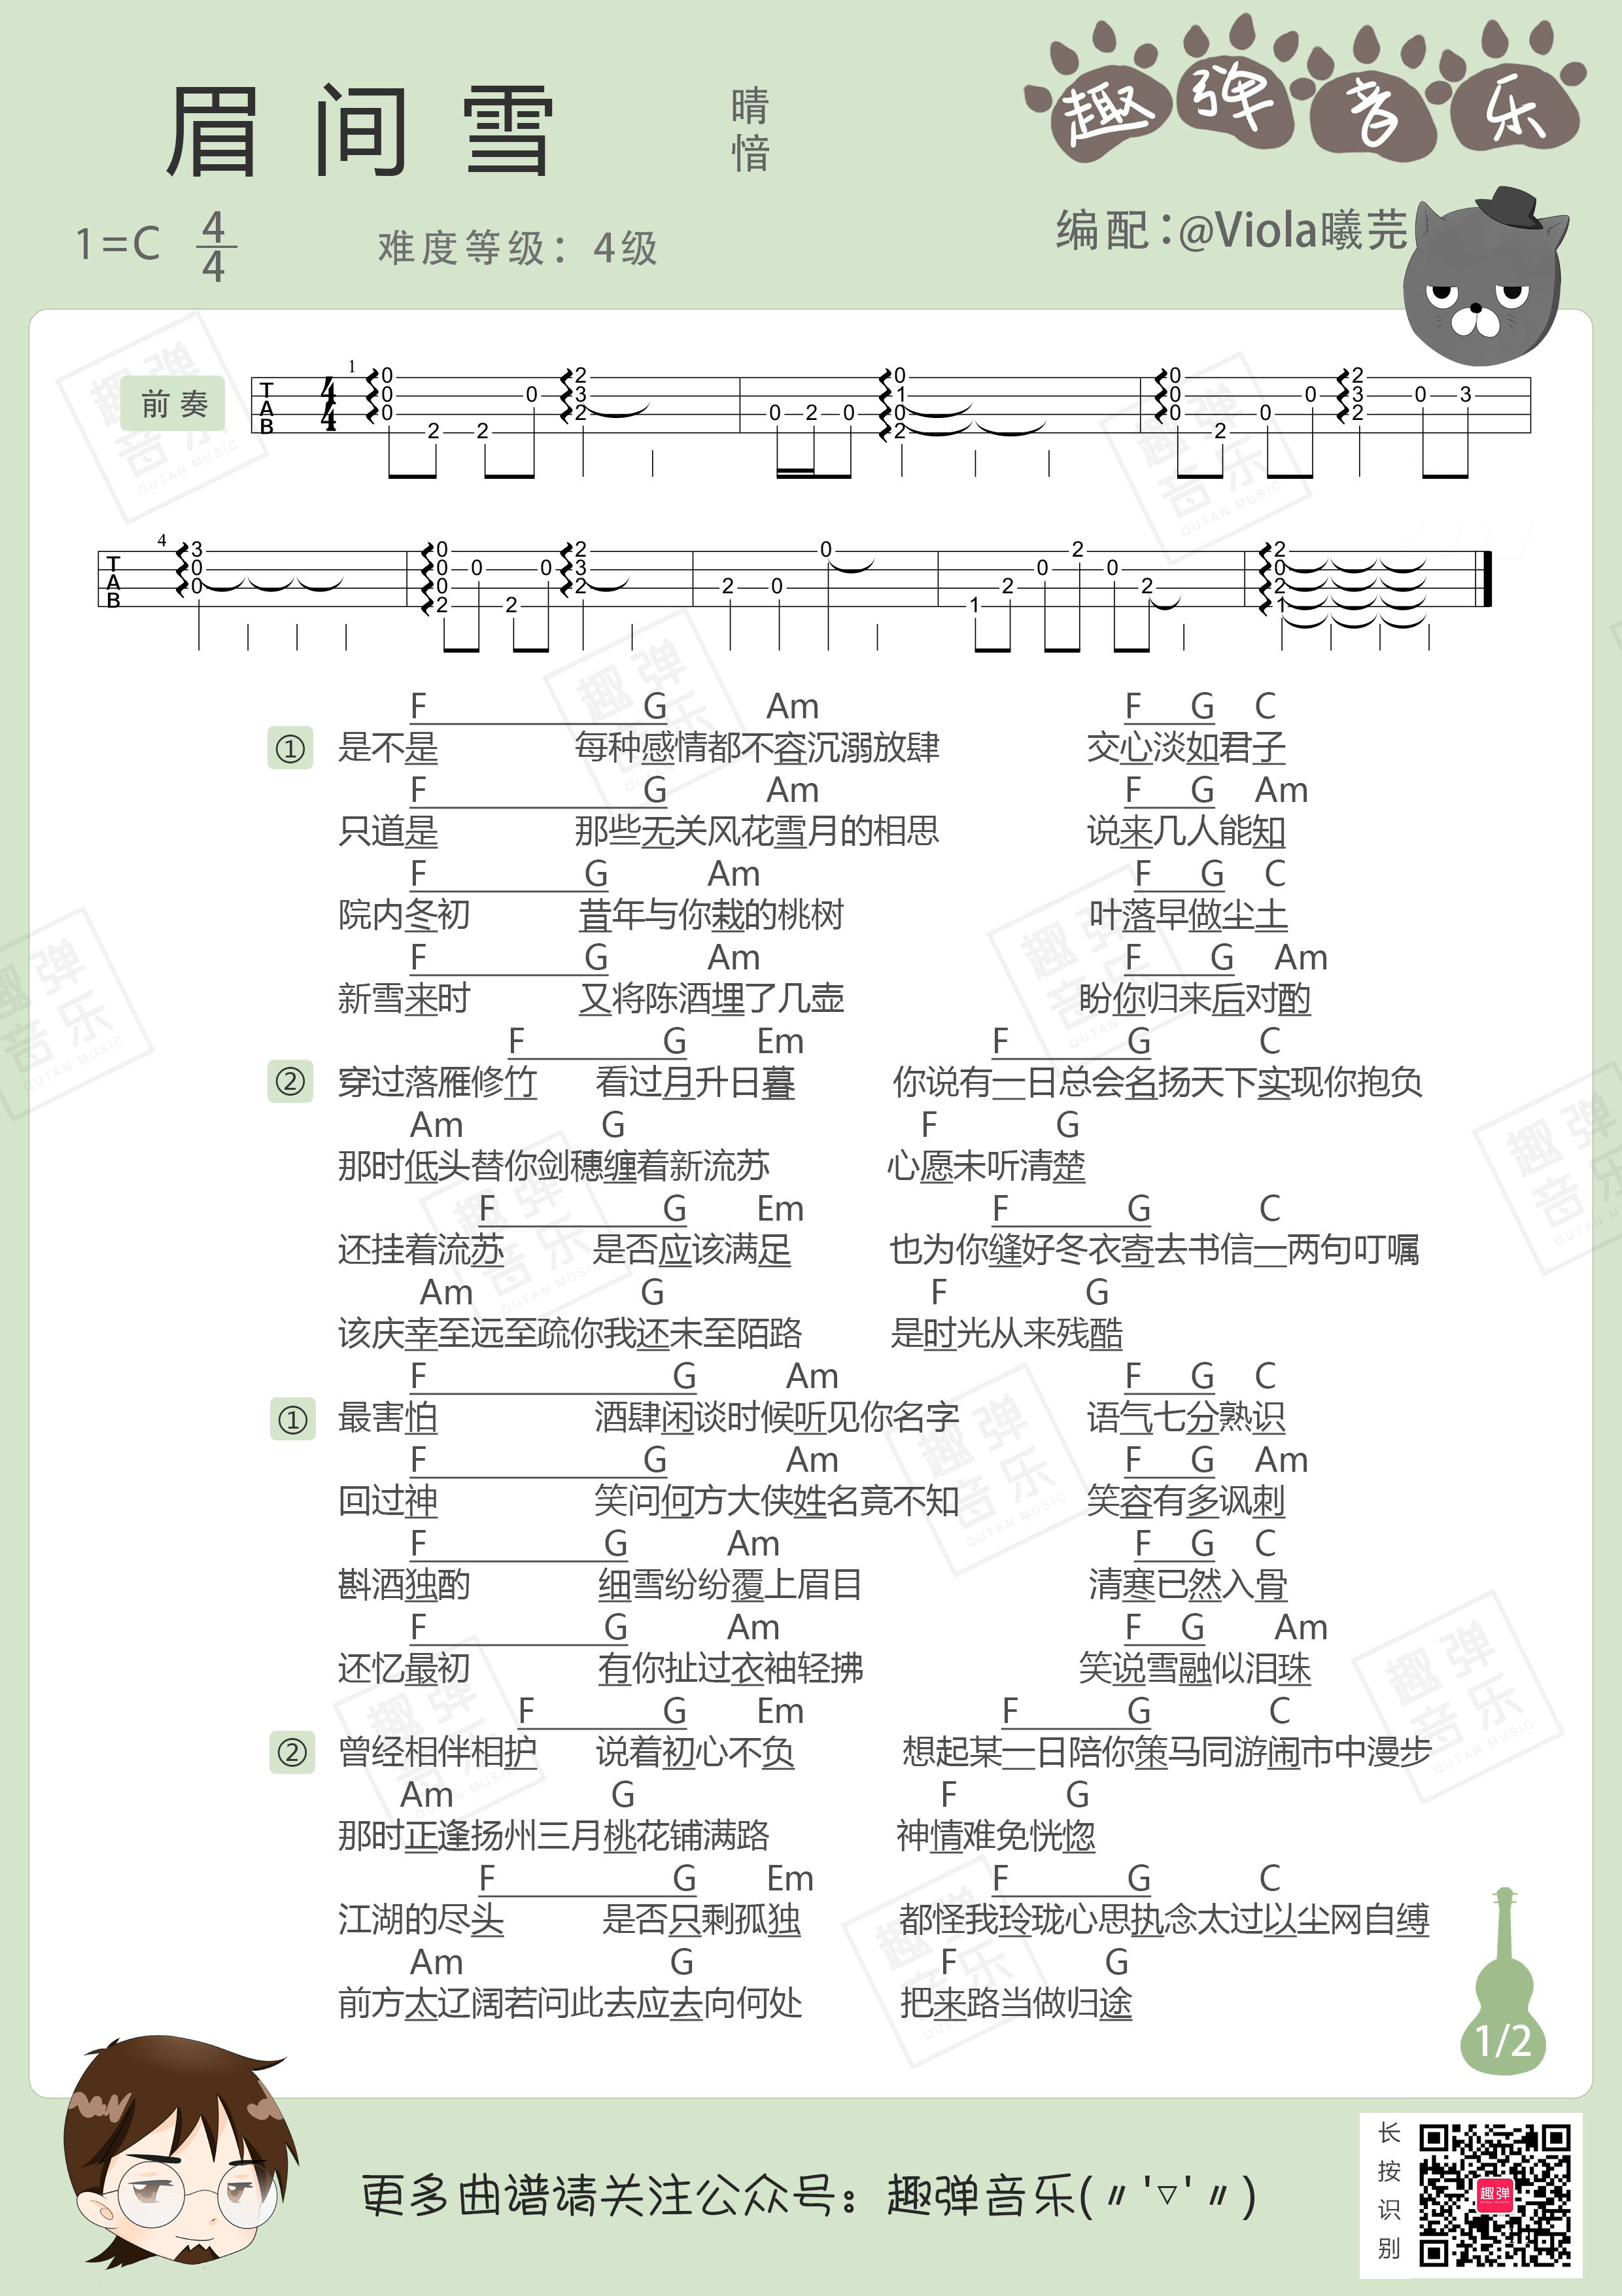 眉间雪
晴愔
趣弹音乐
1=C 4/4
难度等级：4级
编配：@Viola曦芫
前奏
T A B 4/4 1
0 0 0 2 2 0 2 3 2 0 2 0 0 1 0 2 0 0 0 2 0 0 2 3 2 0 3
T A B 4
3 0 0 0 0 0 2 0 2 0 2 3 2 2 0 0 1 2 0 2 0 2 2 0 2 1
F G Am F G C
① 是不是 每种感情都不容沉溺放肆 交心淡如君子
F G Am F G Am
只道是 那些无关风花雪月的相思 说来几人能知
F G Am F G C
院内冬初 昔年与你栽的桃树 叶落早做尘土
F G Am F G Am
新雪来时 又将陈酒埋了几壶 盼你归来后对酌
F G Em F G C
② 穿过落雁修竹 看过月升日暮 你说有一日总会名扬天下实现你抱负
Am G F G
那时低头替你剑穗缠着新流苏 心愿未听清楚
F G Em F G C
还挂着流苏 是否应该满足 也为你缝好冬衣寄去书信一两句叮嘱
Am G F G
该庆幸至远至疏你我还未至陌路 是时光从来残酷
F G Am F G C
① 最害怕 酒肆闲谈时候听见你名字 语气七分熟识
F G Am F G Am
回过神 笑问何方大侠姓名竟不知 笑容有多讽刺
F G Am F G C
斟酒独酌 细雪纷纷覆上眉目 清寒已然入骨
F G Am F G Am
还忆最初 有你扯过衣袖轻拂 笑说雪融似泪珠
F G Em F G C
② 曾经相伴相护 说着初心不负 想起某一日陪你策马同游闹市中漫步
Am G F G
那时正逢扬州三月桃花铺满路 神情难免恍惚
F G Em F G C
江湖的尽头 是否只剩孤独 都怪我玲珑心思执念太过以尘网自缚
Am G F G
前方太辽阔若问此去应去向何处 把来路当做归途
1/2
更多曲谱请关注公众号：趣弹音乐(〃'▽'〃)
长按识别
趣弹